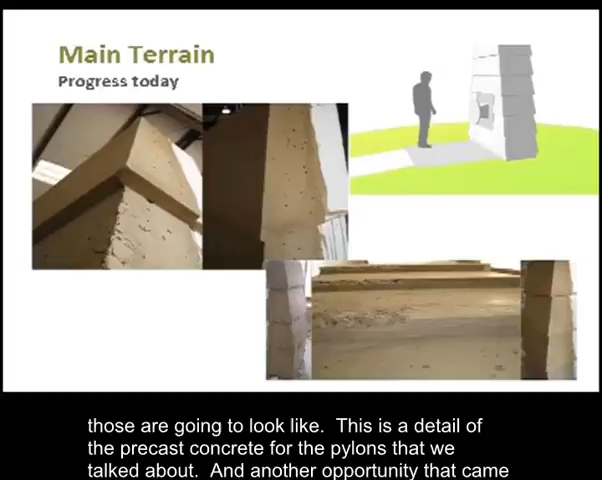 Main Terrain
Progress today
those are going to look like.  This is a detail of
the precast concrete for the pylons that we
talked about.  And another opportunity that came